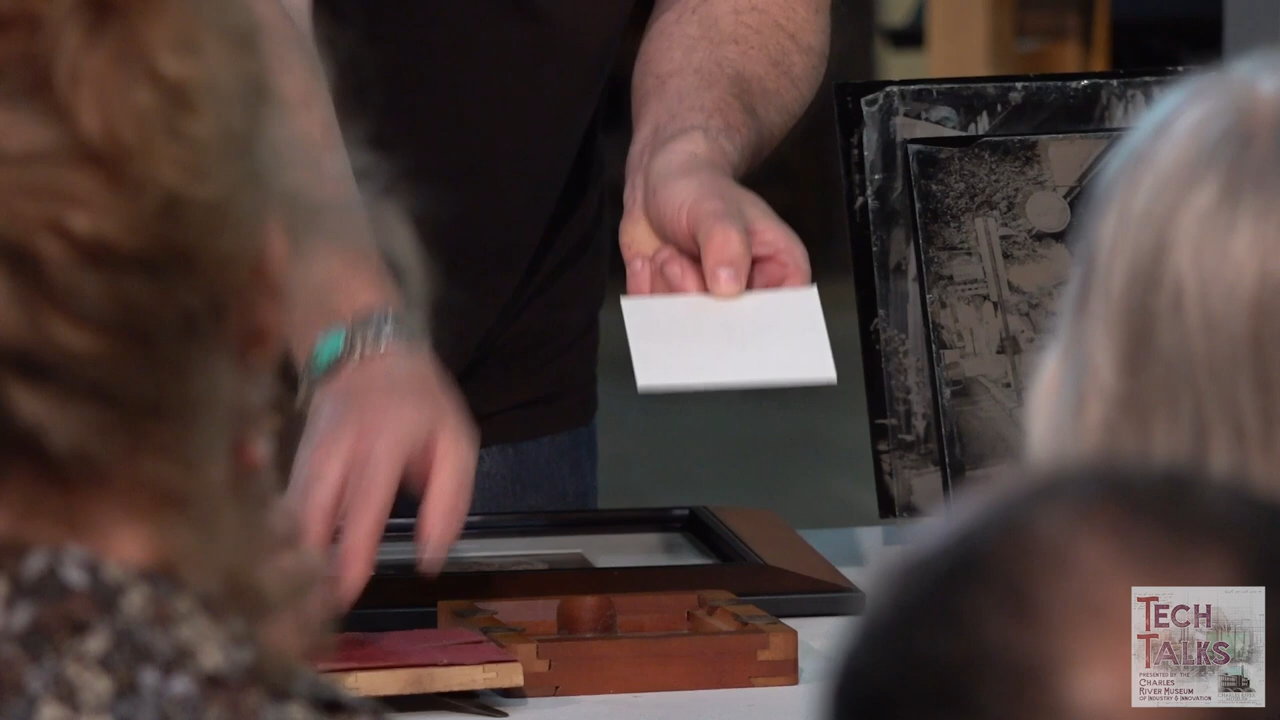 TECH
TALKS
PRESENTED BY THE
CHARLES
RIVER MUSEUM
OF INDUSTRY & INNOVATION